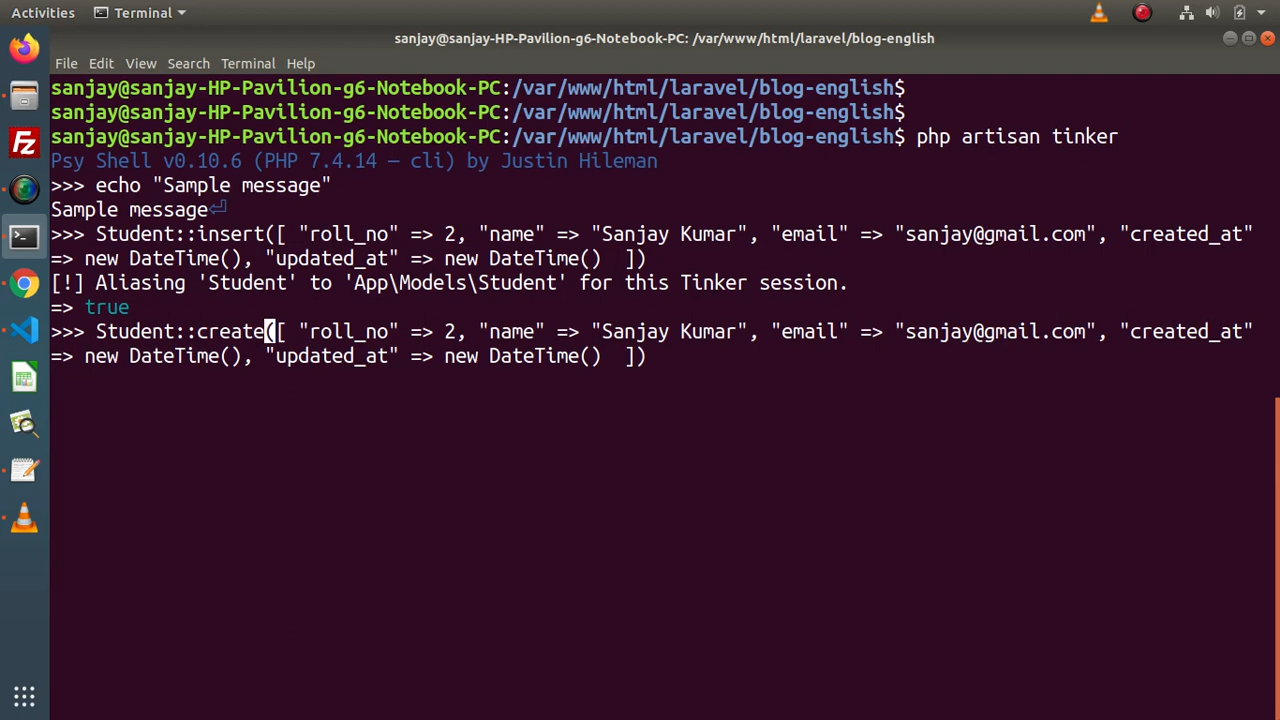 Activities Terminal
sanjay@sanjay-HP-Pavilion-g6-Notebook-PC: /var/www/html/laravel/blog-english
File Edit View Search Terminal Help
sanjay@sanjay-HP-Pavilion-g6-Notebook-PC:/var/www/html/laravel/blog-english$
sanjay@sanjay-HP-Pavilion-g6-Notebook-PC:/var/www/html/laravel/blog-english$
sanjay@sanjay-HP-Pavilion-g6-Notebook-PC:/var/www/html/laravel/blog-english$ php artisan tinker
Psy Shell v0.10.6 (PHP 7.4.14 — cli) by Justin Hileman
>>> echo "Sample message"
Sample message⏎
>>> Student::insert([ "roll_no" => 2, "name" => "Sanjay Kumar", "email" => "sanjay@gmail.com", "created_at"
=> new DateTime(), "updated_at" => new DateTime()  ])
[!] Aliasing 'Student' to 'App\Models\Student' for this Tinker session.
=> true
>>> Student::create([ "roll_no" => 2, "name" => "Sanjay Kumar", "email" => "sanjay@gmail.com", "created_at"
=> new DateTime(), "updated_at" => new DateTime()  ])